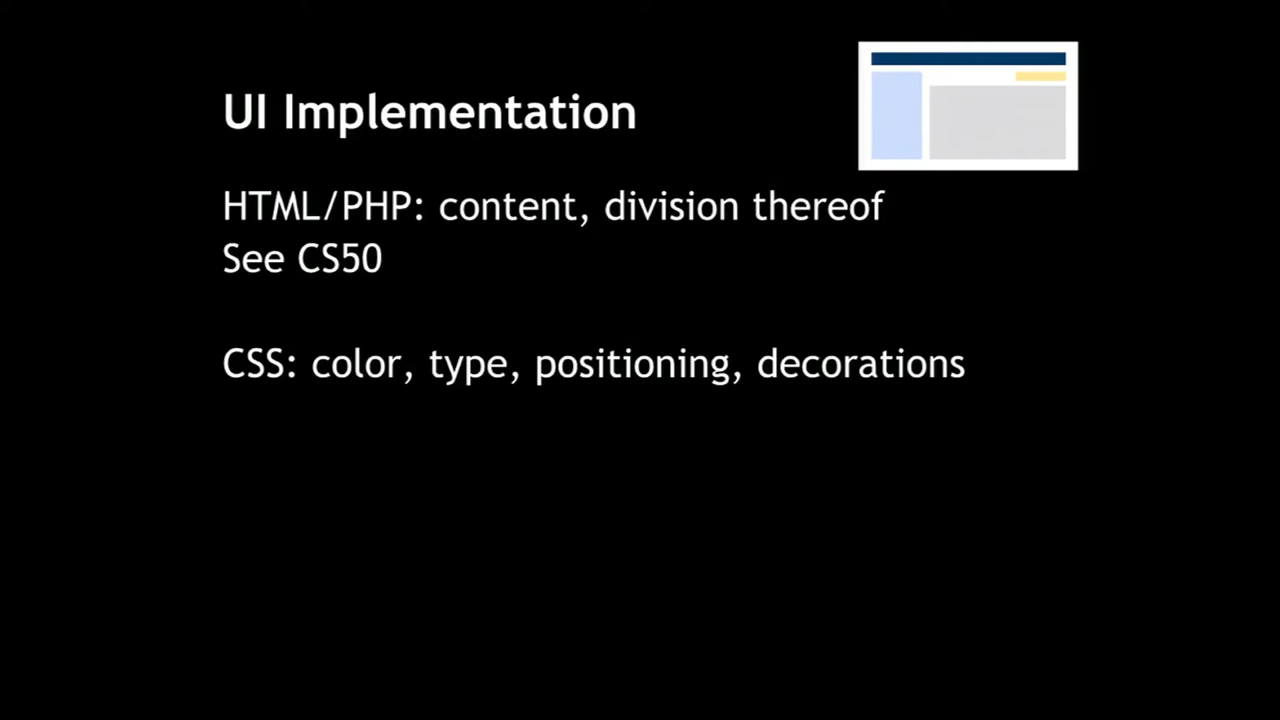 UI Implementation
HTML/PHP: content, division thereof
See CS50
CSS: color, type, positioning, decorations